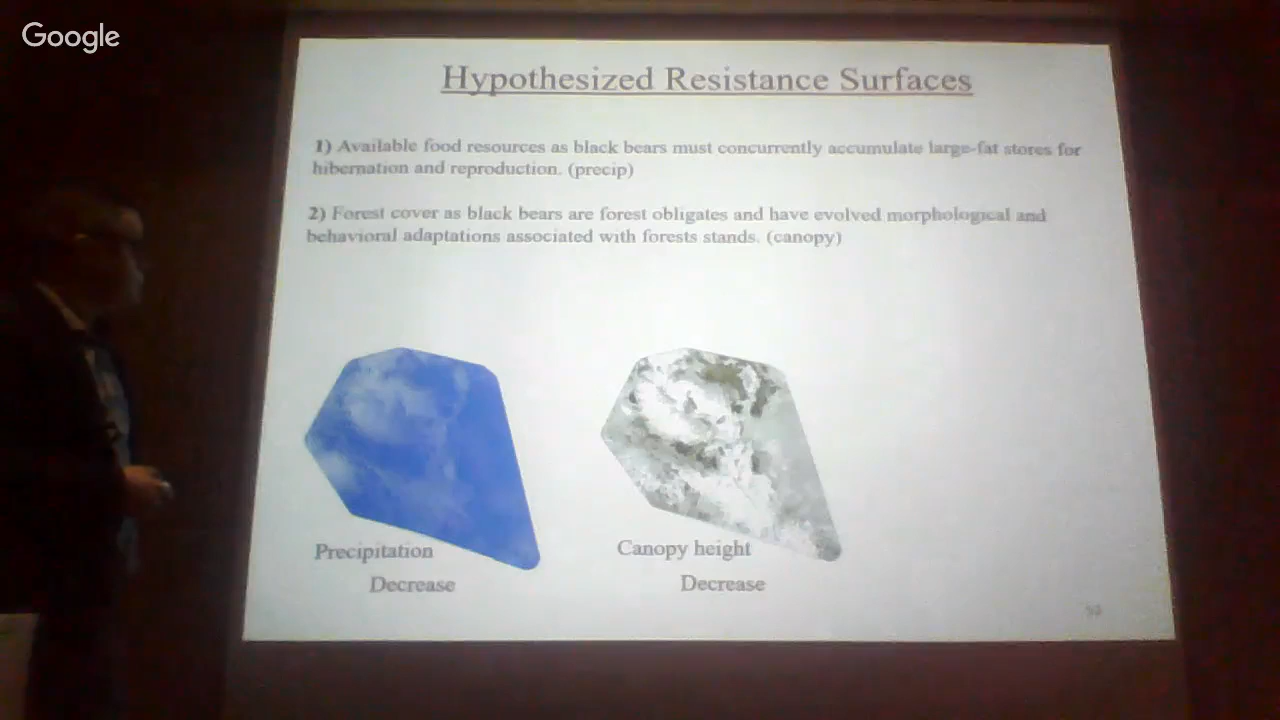 Google
Hypothesized Resistance Surfaces
1) Available food resources as black bears must concurrently accumulate large-fat stores for
hibernation and reproduction. (precip)
2) Forest cover as black bears are forest obligates and have evolved morphological and
behavioral adaptations associated with forests stands. (canopy)
Precipitation
Decrease
Canopy height
Decrease